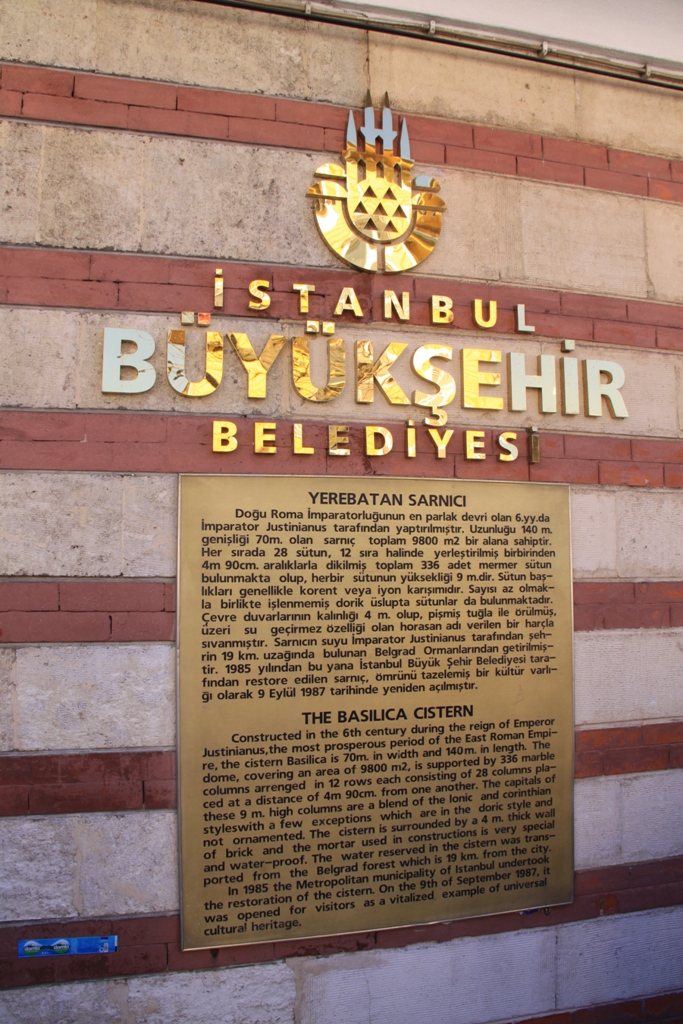 İSTANBUL
BÜYÜKŞEHİR
BELEDİYESİ
YEREBATAN SARNICI
Doğu Roma İmparatorluğunun en parlak devri olan 6.yy.da
İmparator Justinianus tarafından yaptırılmıştır. Uzunluğu 140 m.
genişliği 70m. olan sarnıç toplam 9800 m2 bir alana sahiptir.
Her sırada 28 sütun, 12 sıra halinde yerleştirilmiş birbirinden
4m 90cm. aralıklarla dikilmiş toplam 336 adet mermer sütun
bulunmakta olup, herbir sütunun yüksekliği 9 m.dir. Sütun baş-
lıkları genellikle korent veya iyon karışımıdır. Sayısı az olmak-
la birlikte işlenmemiş dorik üslupta sütunlar da bulunmaktadır.
Çevre duvarlarının kalınlığı 4 m. olup, pişmiş tuğla ile örülmüş,
üzeri su geçirmez özelliği olan horasan adı verilen bir harçla
sıvanmıştır. Sarnıcın suyu İmparator Justinianus tarafından şeh-
rin 19 km. uzağında bulunan Belgrad Ormanlarından getirilmiş-
tir. 1985 yılından bu yana İstanbul Büyük Şehir Belediyesi tara-
fından restore edilen sarnıç, ömrünü tazelemiş bir kültür varlı-
ğı olarak 9 Eylül 1987 tarihinde yeniden açılmıştır.
THE BASILICA CISTERN
Constructed in the 6th century during the reign of Emperor
Justinianus,the most prosperous period of the East Roman Empi-
re, the cistern Basilica is 70m. in width and 140m. in length. The
dome, covering an area of 9800 m2, is supported by 336 marble
columns arrenged in 12 rows each consisting of 28 columns pla-
ced at a distance of 4m 90cm. from one another. The capitals of
these 9 m. high columns are a blend of the Ionic and corinthian
styleswith a few exceptions which are in the doric style and
not ornamented. The cistern is surrounded by a 4 m. thick wall
of brick and the mortar used in constructions is very special
and water-proof. The water reserved in the cistern was trans-
ported from the Belgrad forest which is 19 km. from the city.
In 1985 the Metropolitan municipality of Istanbul undertook
the restoration of the cistern. On the 9th of September 1987, it
was opened for visitors as a vitalized example of universal
cultural heritage.